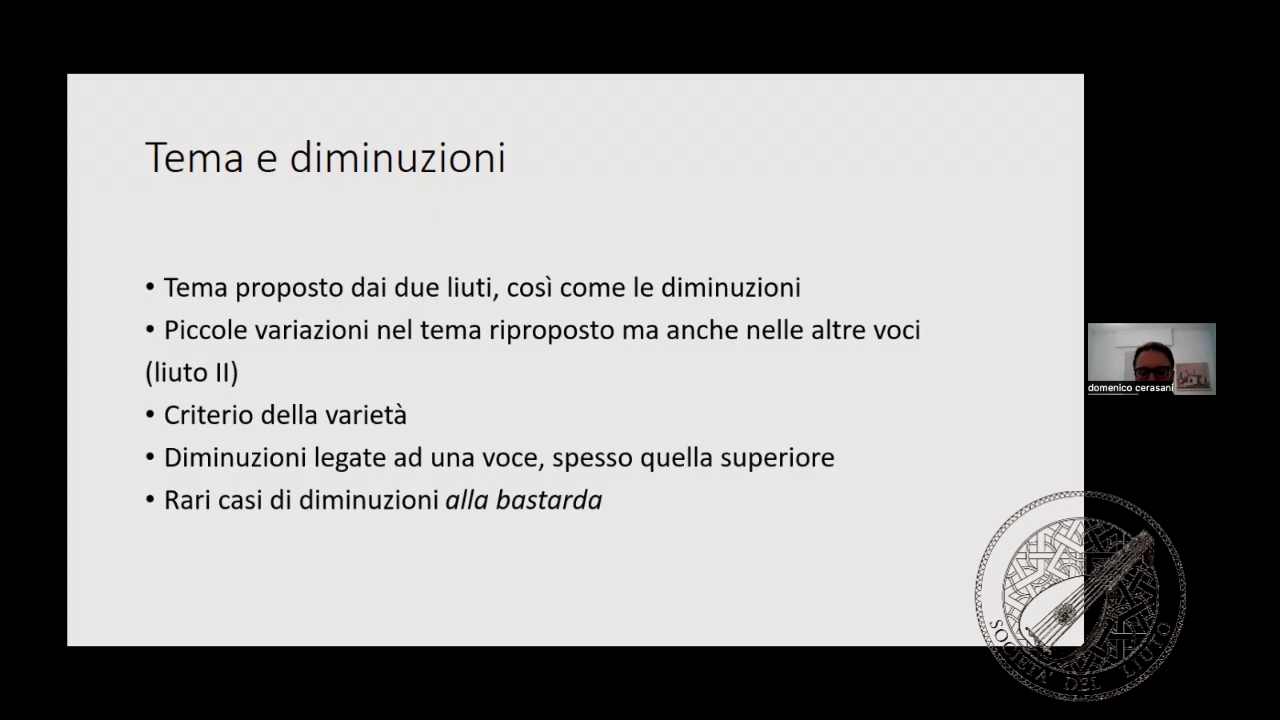 Tema e diminuzioni
• Tema proposto dai due liuti, così come le diminuzioni
• Piccole variazioni nel tema riproposto ma anche nelle altre voci
(liuto II)
• Criterio della varietà
• Diminuzioni legate ad una voce, spesso quella superiore
• Rari casi di diminuzioni alla bastarda
domenico cerasani
SOCIETA' DEL LIUTO